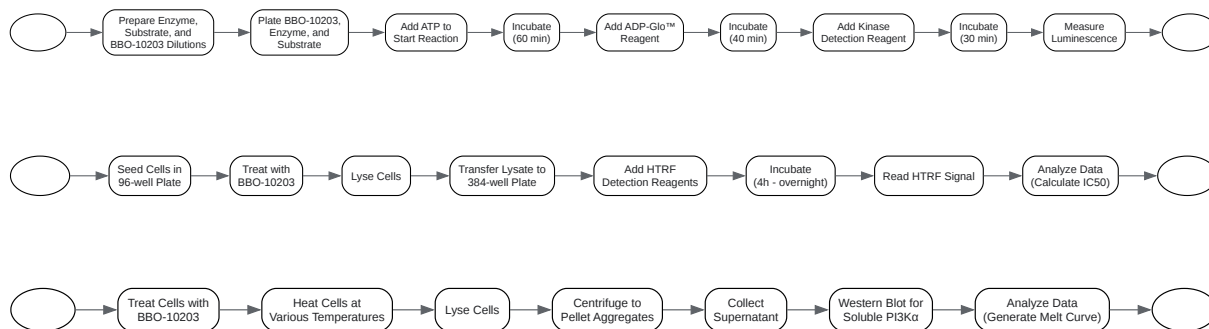 Prepare Enzyme,
Substrate, and
BBO-10203 Dilutions
Plate BBO-10203,
Enzyme, and
Substrate
Add ATP to
Start Reaction
Incubate
(60 min)
Add ADP-Glo™
Reagent
Incubate
(40 min)
Add Kinase
Detection Reagent
Incubate
(30 min)
Measure
Luminescence
Seed Cells in
96-well Plate
Treat with
BBO-10203
Lyse Cells
Transfer Lysate to
384-well Plate
Add HTRF
Detection Reagents
Incubate
(4h - overnight)
Read HTRF Signal
Analyze Data
(Calculate IC50)
Treat Cells with
BBO-10203
Heat Cells at
Various Temperatures
Lyse Cells
Centrifuge to
Pellet Aggregates
Collect
Supernatant
Western Blot for
Soluble PI3Kα
Analyze Data
(Generate Melt Curve)